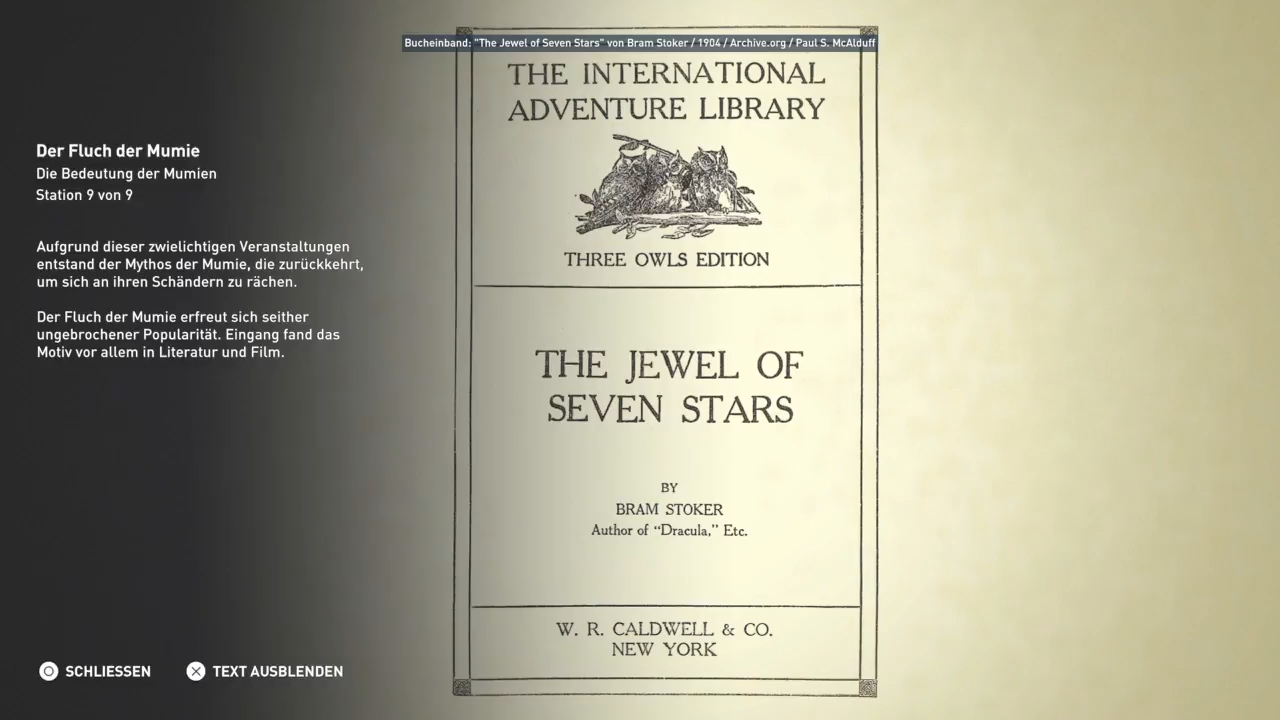 Bucheinband: "The Jewel of Seven Stars" von Bram Stoker / 1904 / Archive.org / Paul S. McAlduff
THE INTERNATIONAL
ADVENTURE LIBRARY
THREE OWLS EDITION
THE JEWEL OF
SEVEN STARS
BY
BRAM STOKER
Author of “Dracula,” Etc.
W. R. CALDWELL & CO.
NEW YORK
Der Fluch der Mumie
Die Bedeutung der Mumien
Station 9 von 9
Aufgrund dieser zwielichtigen Veranstaltungen
entstand der Mythos der Mumie, die zurückkehrt,
um sich an ihren Schändern zu rächen.
Der Fluch der Mumie erfreut sich seither
ungebrochener Popularität. Eingang fand das
Motiv vor allem in Literatur und Film.
SCHLIESSEN
TEXT AUSBLENDEN